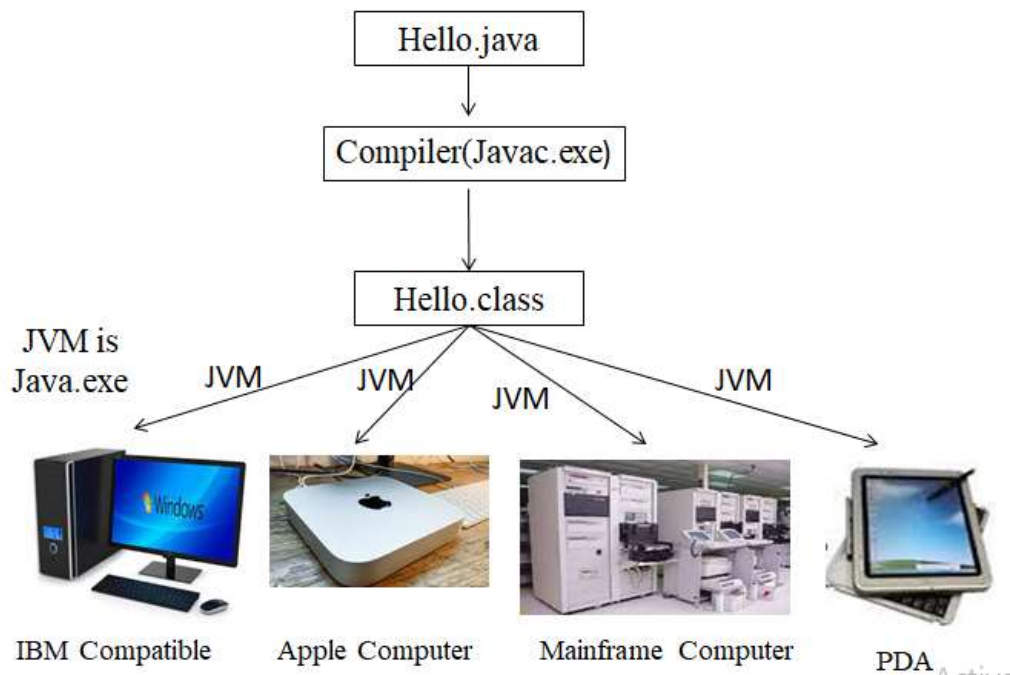 Hello.java
Compiler(Javac.exe)
Hello.class
JVM is
Java.exe
JVM
JVM
JVM
JVM
Windows
IBM Compatible
Apple Computer
Mainframe Computer
PDA